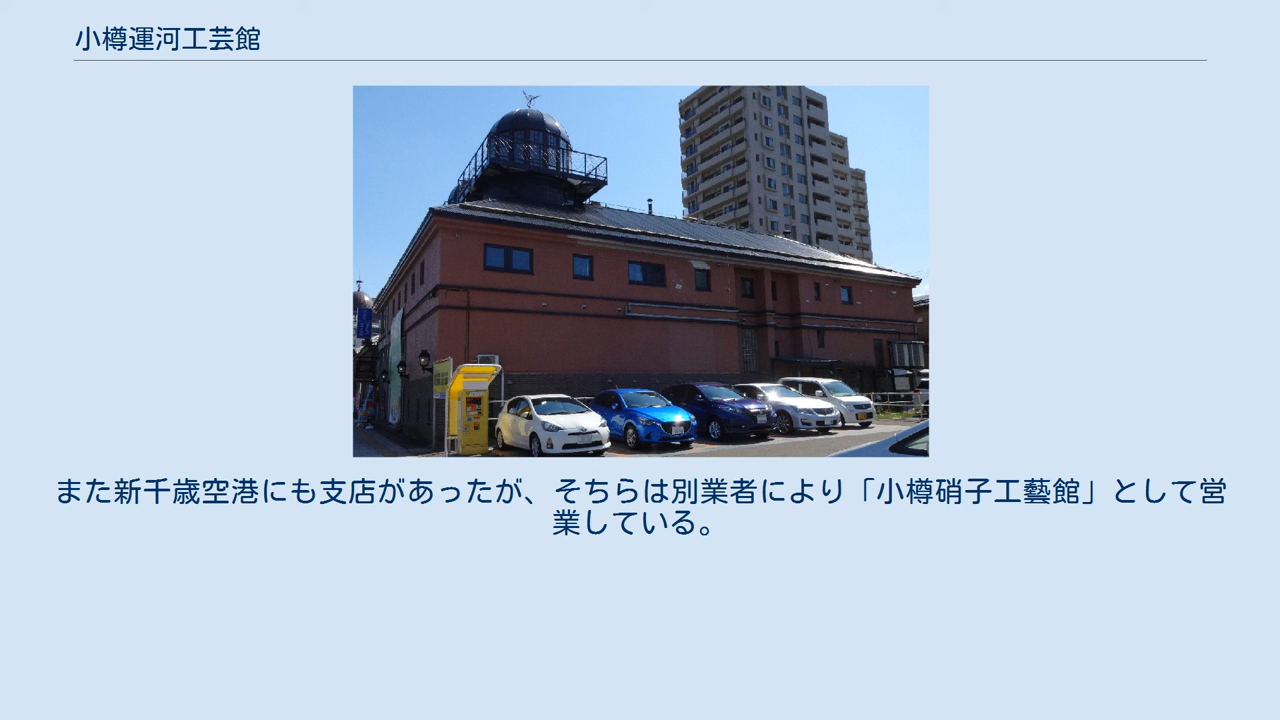 小樽運河工芸館
また新千歳空港にも支店があったが、そちらは別業者により「小樽硝子工藝館」として営
業している。